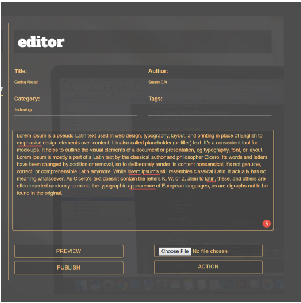 editor
Title:
Author:
Category:
Tags:
Lorem Ipsum is a pseudo-Latin text used in web design, typography, layout, and printing in place of English to
emphasise design elements over content. It's also called placeholder (or filler) text. It's a convenient tool for
mockups. It helps to outline the visual elements of a document or presentation, eg typography, font, or layout.
Lorem Ipsum is mostly a part of a Latin text by the classical author and philosopher Cicero. Its words and letters
have been changed by addition or removal, so to deliberately render its content nonsensical; it's not genuine,
correct, or comprehensible Latin anymore. While lorem ipsum's still resembles classical Latin, it actually has no
meaning whatsoever. As Cicero's text doesn't contain the letters K, W, or Z, alien to latin, these, and others
are often inserted randomly to mimic the typographic appearance of European languages, as are digraphs not to be
found in the original.
PREVIEW
Choose File No file chosen
PUBLISH
ACTION